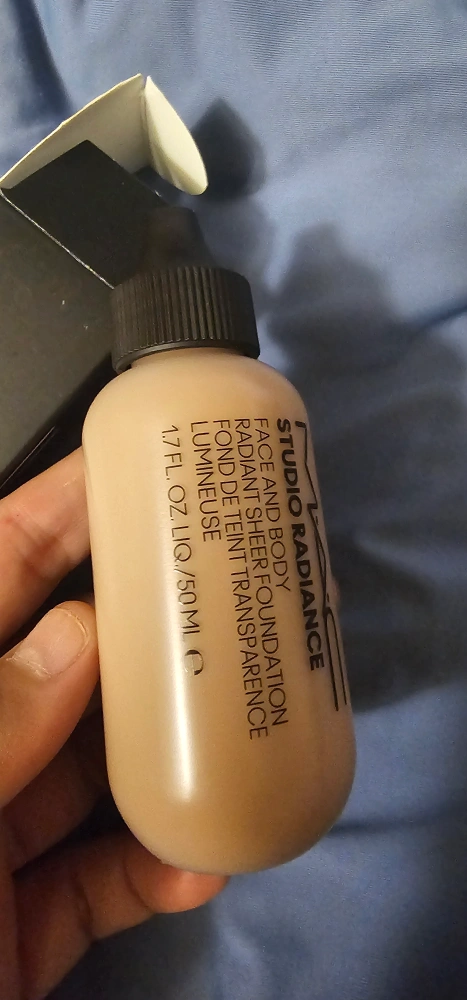 M·A·C
STUDIO RADIANCE
FACE AND BODY
RADIANT SHEER FOUNDATION
FOND DE TEINT TRANSPARENCE
LUMINEUSE
1.7 FL. OZ. LIQ./50 ML ℮